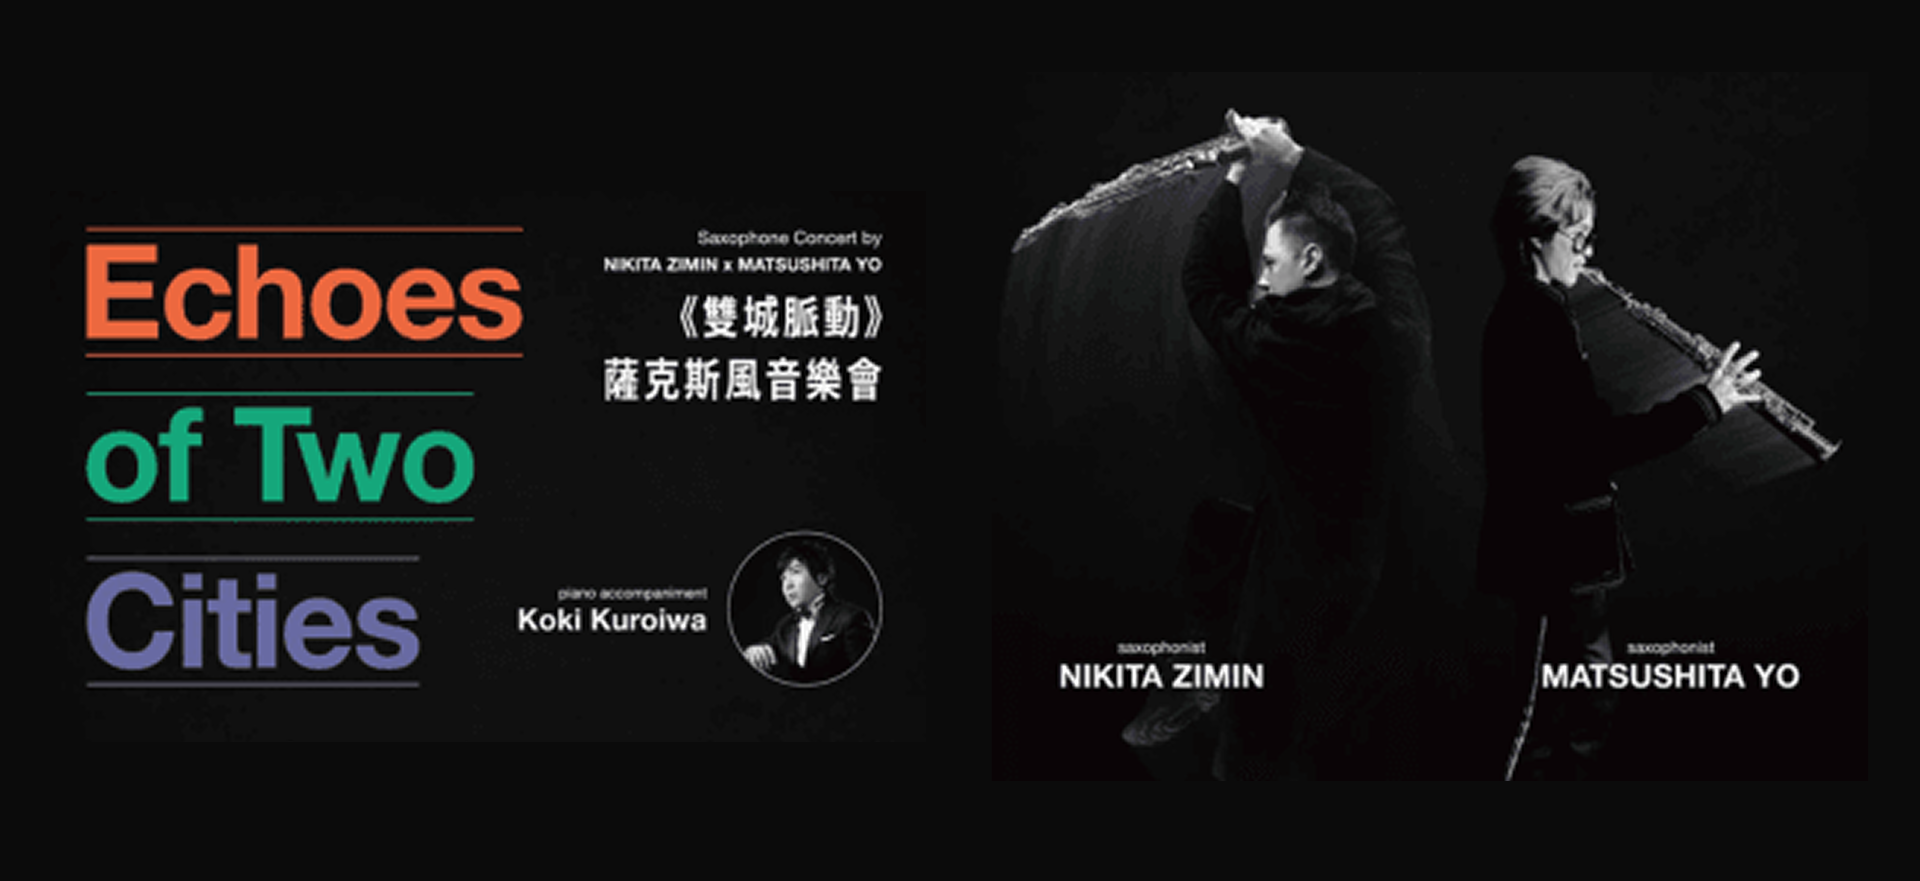 Echoes
of Two
Cities
Saxophone Concert by
NIKITA ZIMIN x MATSUSHITA YO
《雙城脈動》
薩克斯風音樂會
piano accompaniment
Koki Kuroiwa
saxophonist
NIKITA ZIMIN
saxophonist
MATSUSHITA YO